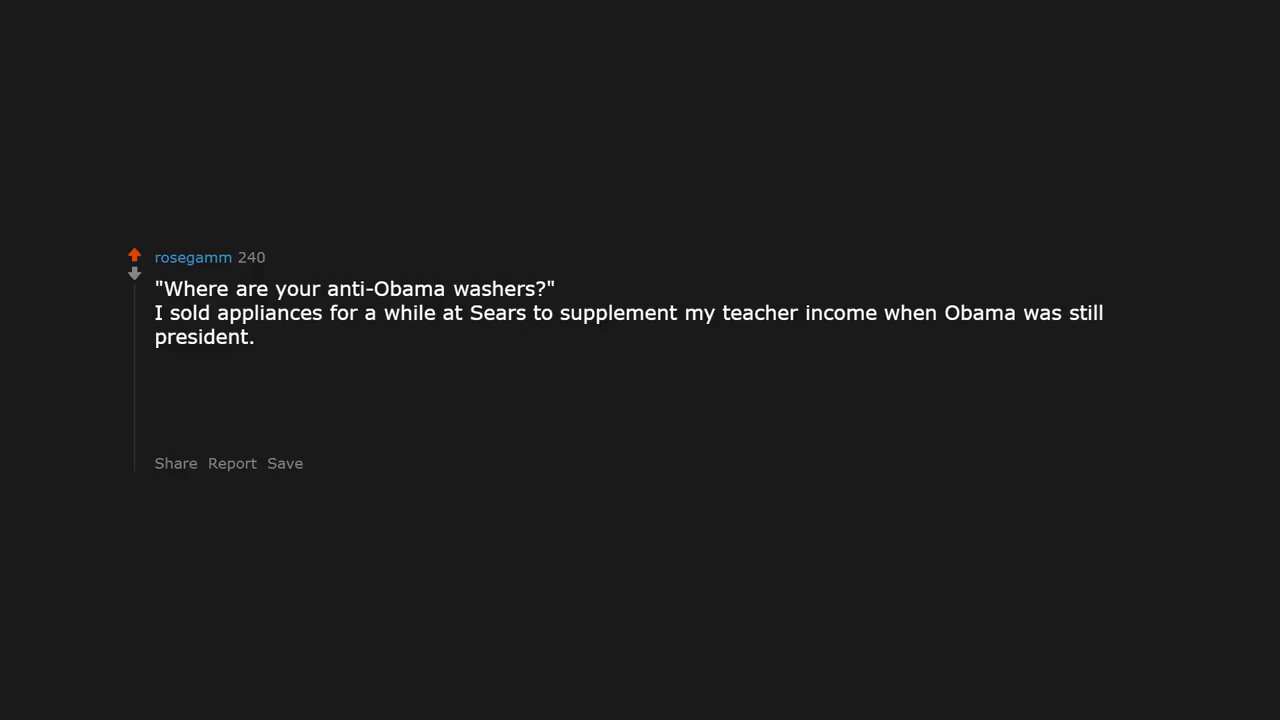 rosegamm 240
"Where are your anti-Obama washers?"
I sold appliances for a while at Sears to supplement my teacher income when Obama was still
president.
Share Report Save